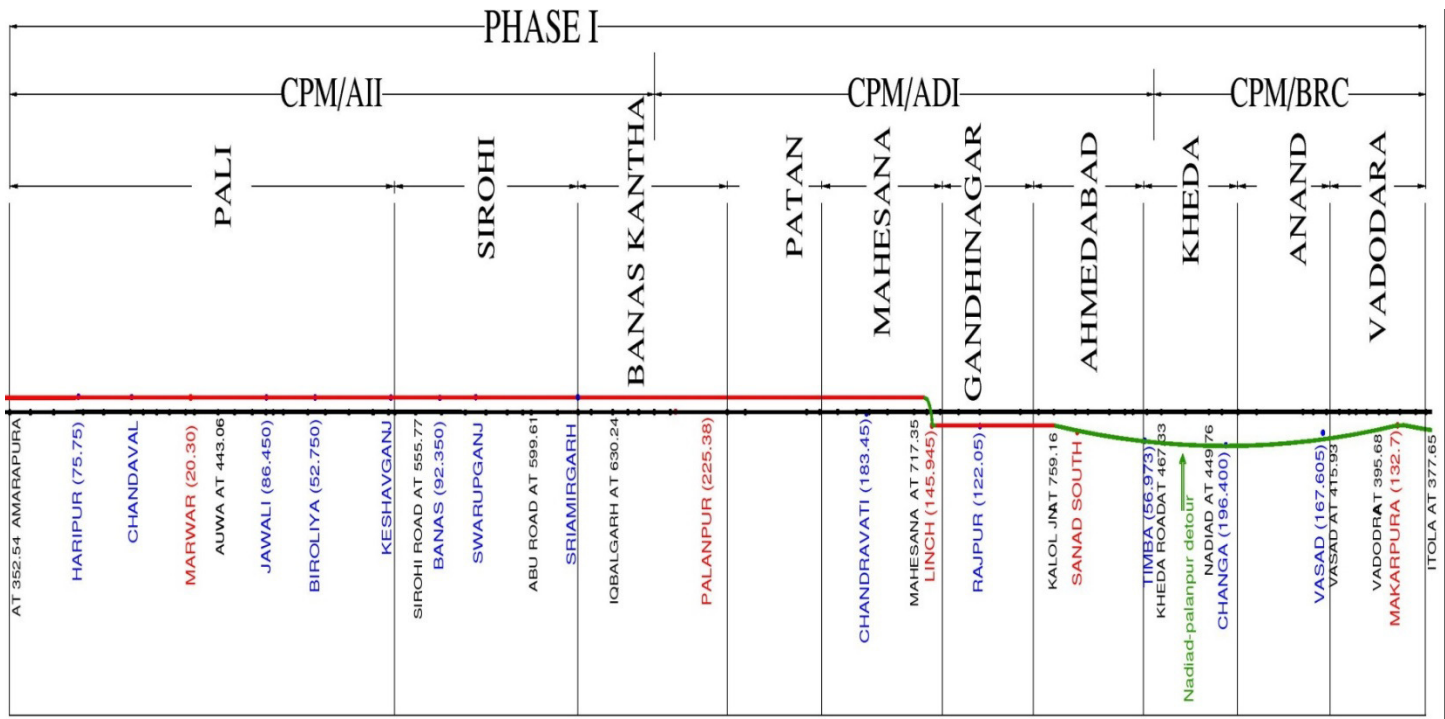 PHASE I
CPM/AII
CPM/ADI
CPM/BRC
PALI
SIROHI
BANAS KANTHA
PATAN
MAHESANA
GANDHINAGAR
AHMEDABAD
KHEDA
ANAND
VADODARA
AT 352.54 AMARAPURA
HARIPUR (75.75)
CHANDAVAL
MARWAR (20.30)
AUWA AT 443.06
JAWALI (86.450)
BIROLIYA (52.750)
KESHAVGANJ
SIROHI ROAD AT 555.77
BANAS (92.350)
SWARUPGANJ
ABU ROAD AT 599.61
SRIAMIRGARH
IQBALGARH AT 630.24
PALANPUR (225.38)
CHANDRAVATI (183.45)
MAHESANA AT 717.35
LINCH (145.945)
RAJPUR (122.05)
KALOL JNAT 759.16
SANAD SOUTH
TIMBA (56.973)
KHEDA ROADAT 467.33
Nadiad-palanpur detour
NADIAD AT 449.76
CHANGA (196.400)
VASAD (167.605)
VASAD AT 415.93
VADODRAT 395.68
MAKARPURA (132.7)
ITOLA AT 377.65